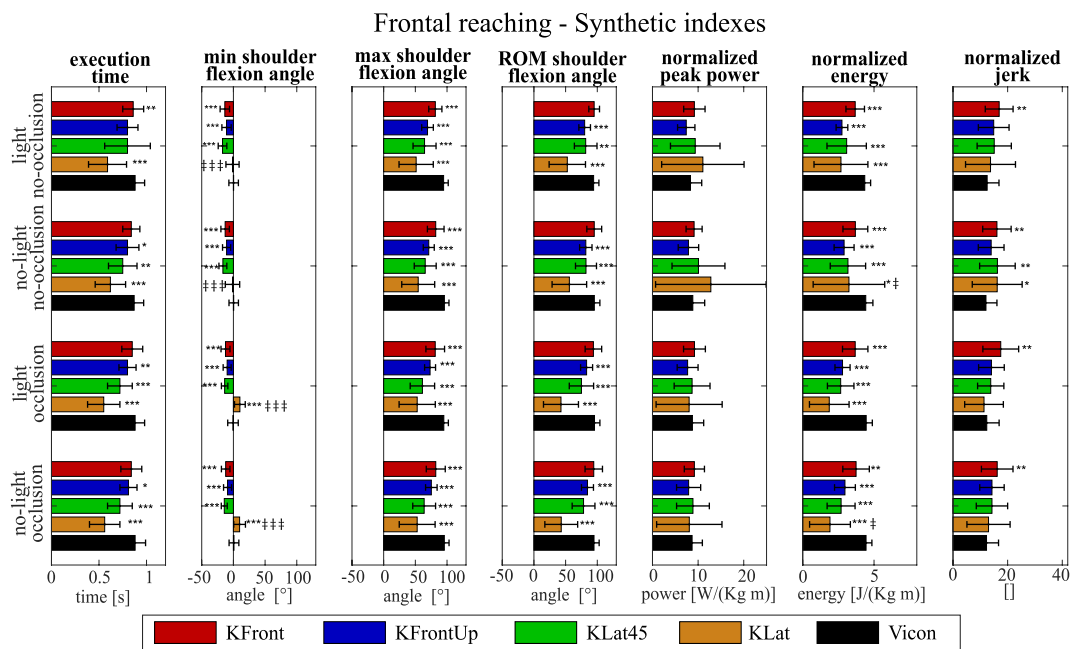 Frontal reaching - Synthetic indexes
execution
time
min shoulder
flexion angle
max shoulder
flexion angle
ROM shoulder
flexion angle
normalized
peak power
normalized
energy
normalized
jerk
light
no-occlusion
** *** *** ** *** **
*** ***
*** *** ** ***
*** ‡‡‡ *** *** ***
no-light
no-occlusion
*** *** *** **
* *** *** *** ***
** *** *** *** *** **
*** ‡‡‡ *** *** * ‡ *
light
occlusion
*** *** *** **
** *** *** *** ***
*** *** *** *** ***
*** *** ‡‡‡ *** *** ***
no-light
occlusion
*** *** ** **
* *** *** *** ***
*** *** *** *** ***
*** *** ‡‡‡ *** *** *** ‡
0 0.5 1
-50 0 50 100
-50 0 50 100
-50 0 50 100
0 10 20
0 5
0 20 40
time [s]
angle [°]
angle [°]
angle [°]
power [W/(Kg m)]
energy [J/(Kg m)]
[]
KFront KFrontUp KLat45 KLat Vicon